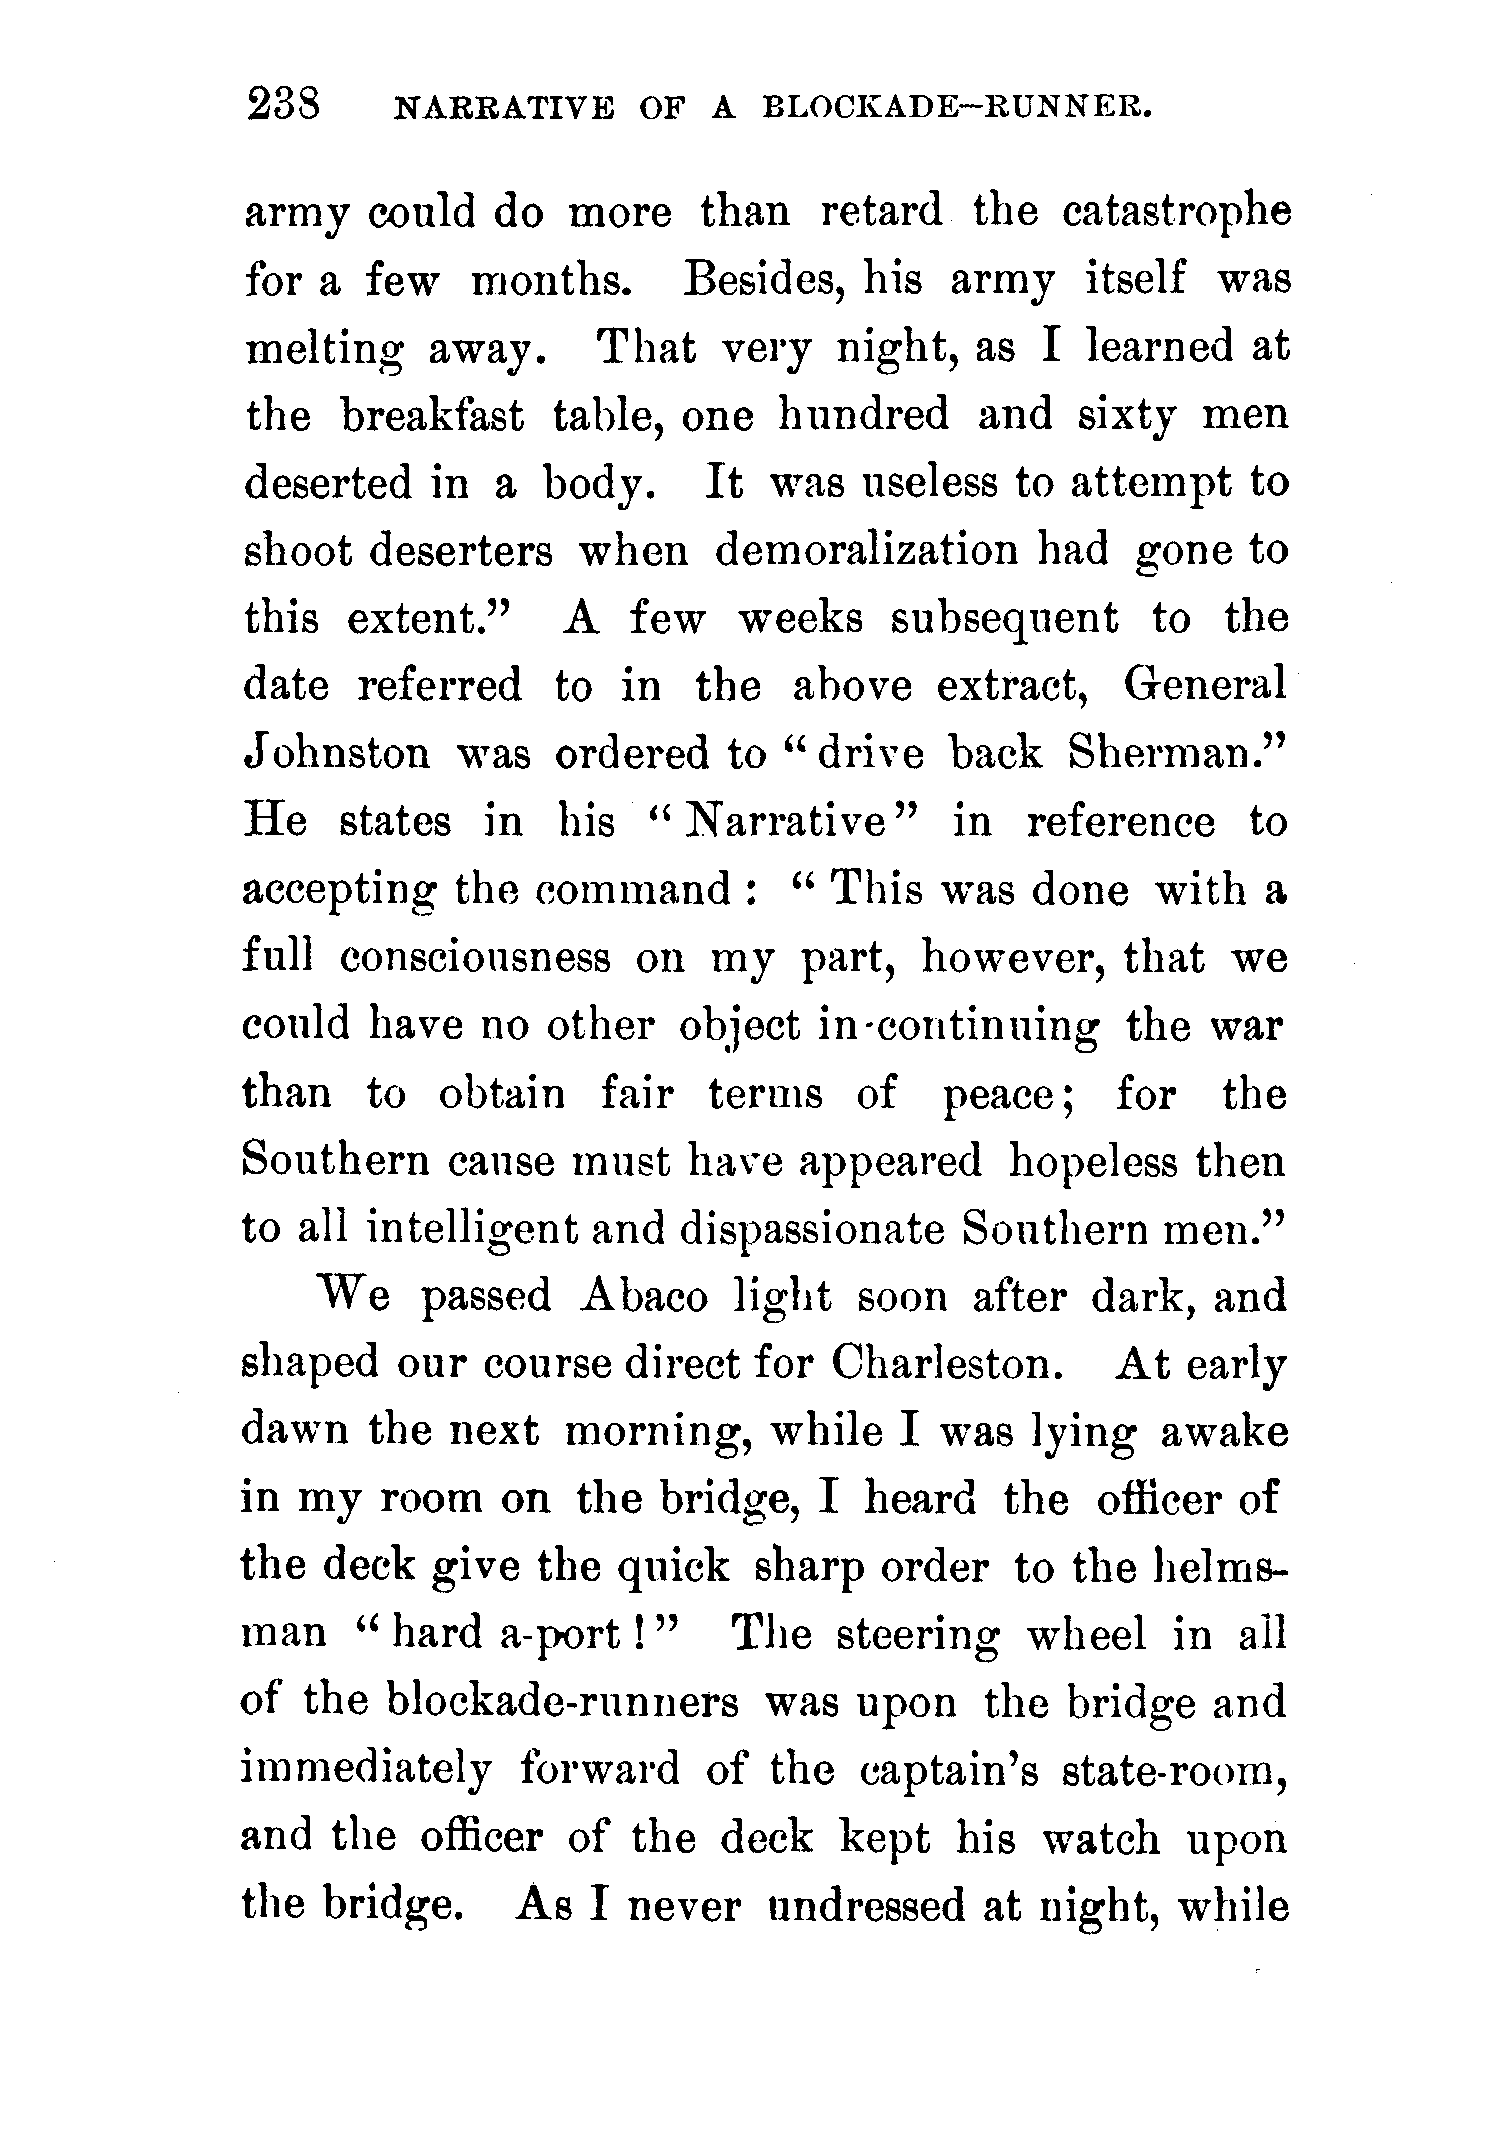 238 NARRATIVE OF A BLOCKADE-RUNNER.
army could do more than retard the catastrophe
for a few months. Besides, his army itself was
melting away. That very night, as I learned at
the breakfast table, one hundred and sixty men
deserted in a body. It was useless to attempt to
shoot deserters when demoralization had gone to
this extent.” A few weeks subsequent to the
date referred to in the above extract, General
Johnston was ordered to “ drive back Sherman.”
He states in his “ Narrative ” in reference to
accepting the command : “ This was done with a
full consciousness on my part, however, that we
could have no other object in continuing the war
than to obtain fair terms of peace; for the
Southern cause must have appeared hopeless then
to all intelligent and dispassionate Southern men.”
We passed Abaco light soon after dark, and
shaped our course direct for Charleston. At early
dawn the next morning, while I was lying awake
in my room on the bridge, I heard the officer of
the deck give the quick sharp order to the helms-
man “ hard a-port ! ” The steering wheel in all
of the blockade-runners was upon the bridge and
immediately forward of the captain’s state-room,
and the officer of the deck kept his watch upon
the bridge. As I never undressed at night, while